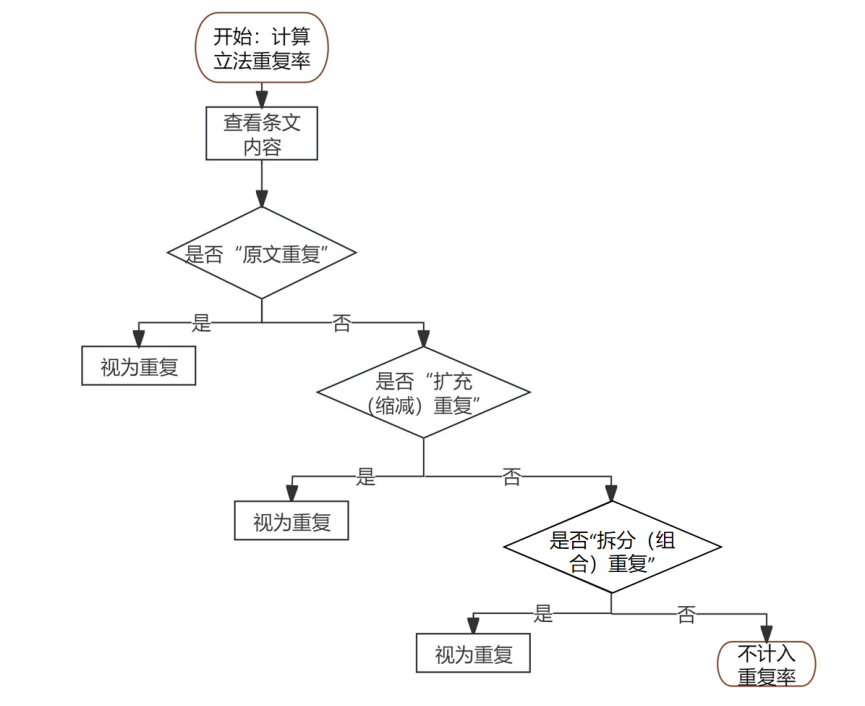 开始：计算
立法重复率
查看条文
内容
是否“原文重复”
是
否
视为重复
是否“扩充
（缩减）重复”
是
否
视为重复
是否“拆分（组
合）重复”
是
否
视为重复
不计入
重复率